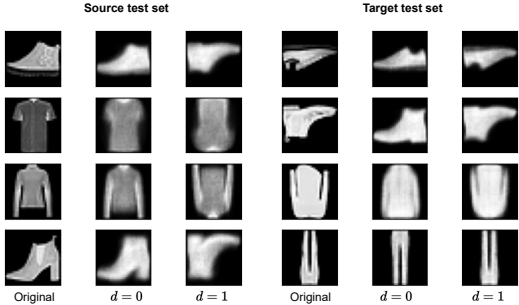 Source test set
Target test set
Original d = 0 d = 1 Original d = 0 d = 1